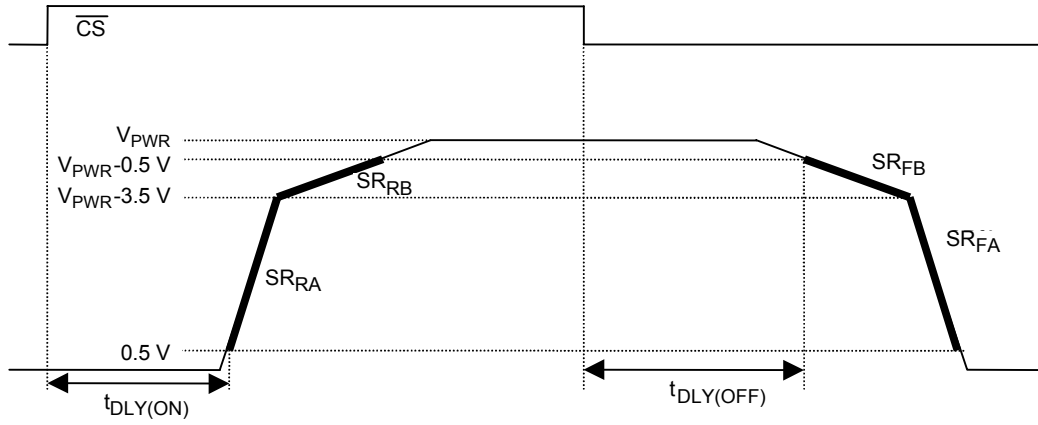 CS
VPWR
VPWR-0.5 V
VPWR-3.5 V
SRRB
SRFB
SRRA
SRFA
0.5 V
tDLY(ON)
tDLY(OFF)